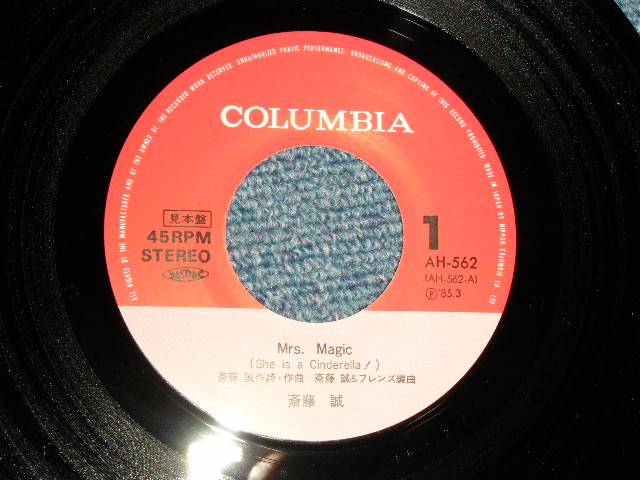 ALL RIGHTS OF THE MANUFACTURER AND OF THE OWNER OF THE RECORDED WORK RESERVED. UNAUTHORIZED PUBLIC PERFORMANCE, BROADCASTING AND COPYING OF THIS RECORD PROHIBITED. MADE IN JAPAN BY NIPPON COLUMBIA CO., LTD
COLUMBIA
見本盤
45RPM
STEREO
1
AH-562
(AH-562-A)
Ⓟ '85.3
Mrs. Magic
(She is a Cinderella!)
斎藤 誠作詩・作曲 斎藤 誠&フレンズ編曲
斎藤 誠